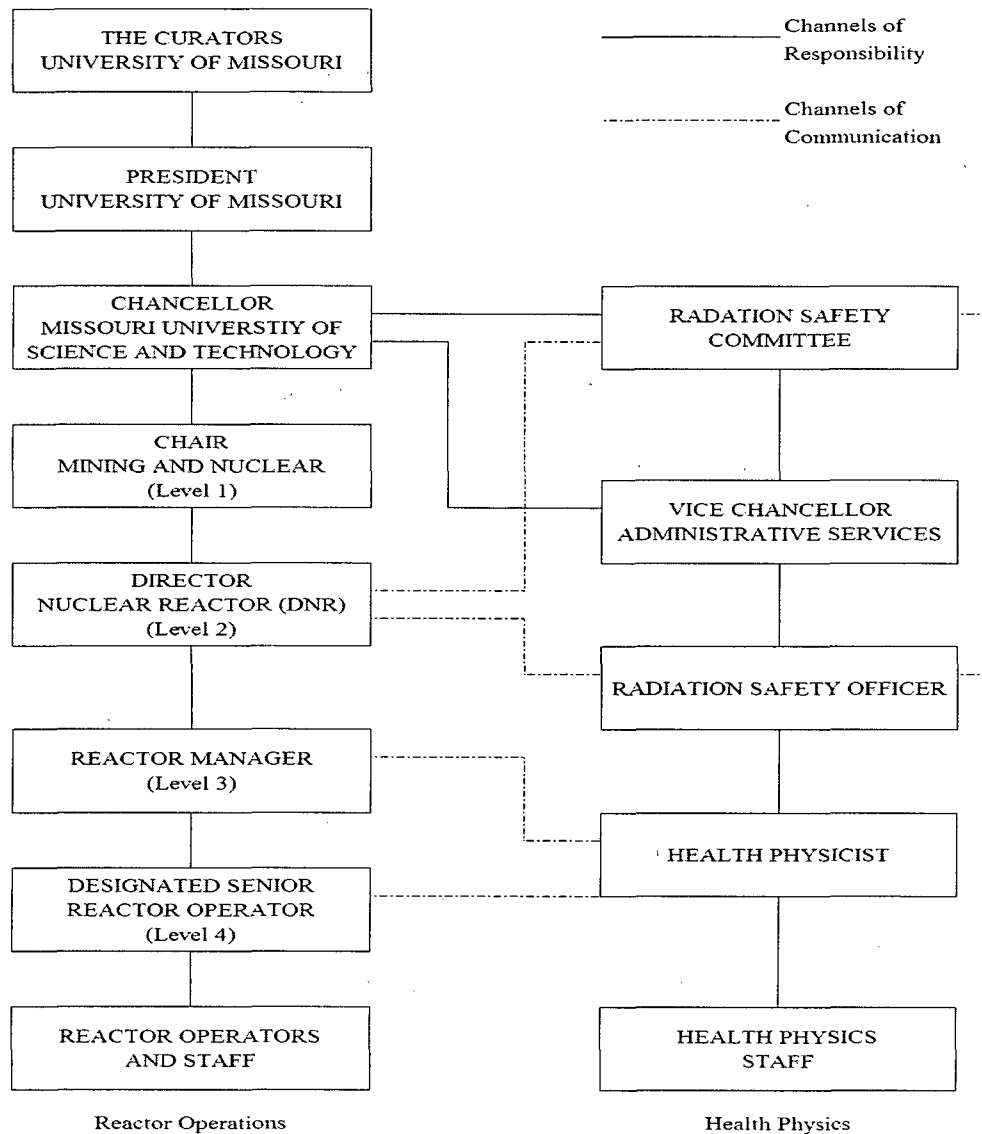 THE CURATORS
UNIVERSITY OF MISSOURI
Channels of
Responsibility
Channels of
Communication
PRESIDENT
UNIVERSITY OF MISSOURI
CHANCELLOR
MISSOURI UNIVERSTIY OF
SCIENCE AND TECHNOLOGY
RADATION SAFETY
COMMITTEE
CHAIR
MINING AND NUCLEAR
(Level 1)
VICE CHANCELLOR
ADMINISTRATIVE SERVICES
DIRECTOR
NUCLEAR REACTOR (DNR)
(Level 2)
RADIATION SAFETY OFFICER
REACTOR MANAGER
(Level 3)
HEALTH PHYSICIST
DESIGNATED SENIOR
REACTOR OPERATOR
(Level 4)
REACTOR OPERATORS
AND STAFF
HEALTH PHYSICS
STAFF
Reactor Operations
Health Physics